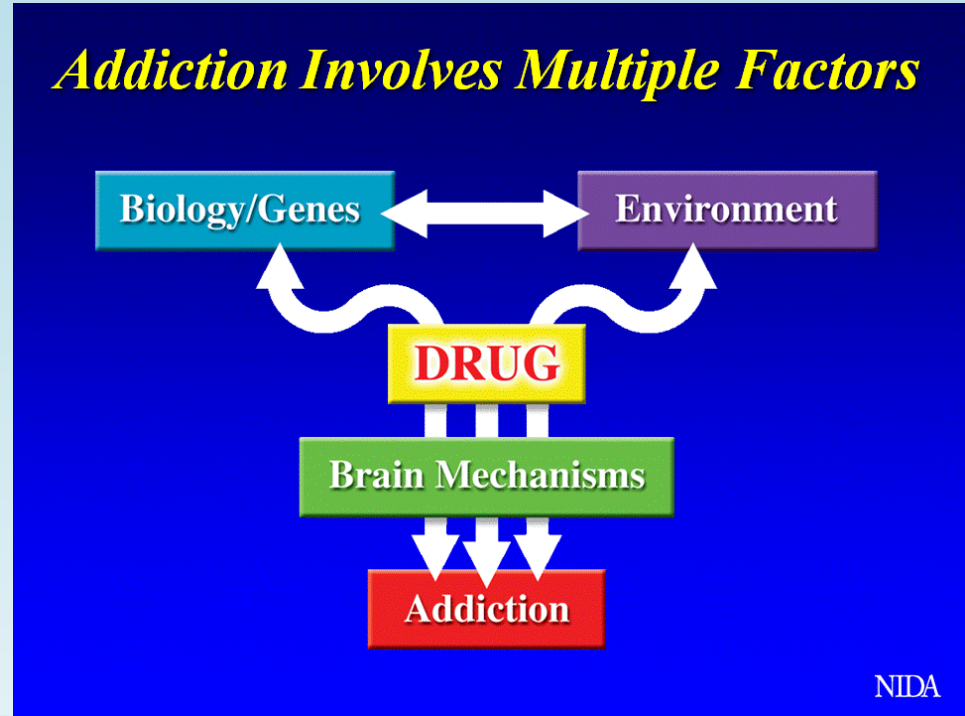 Addiction Involves Multiple Factors
Biology/Genes
Environment
DRUG
Brain Mechanisms
Addiction
NIDA